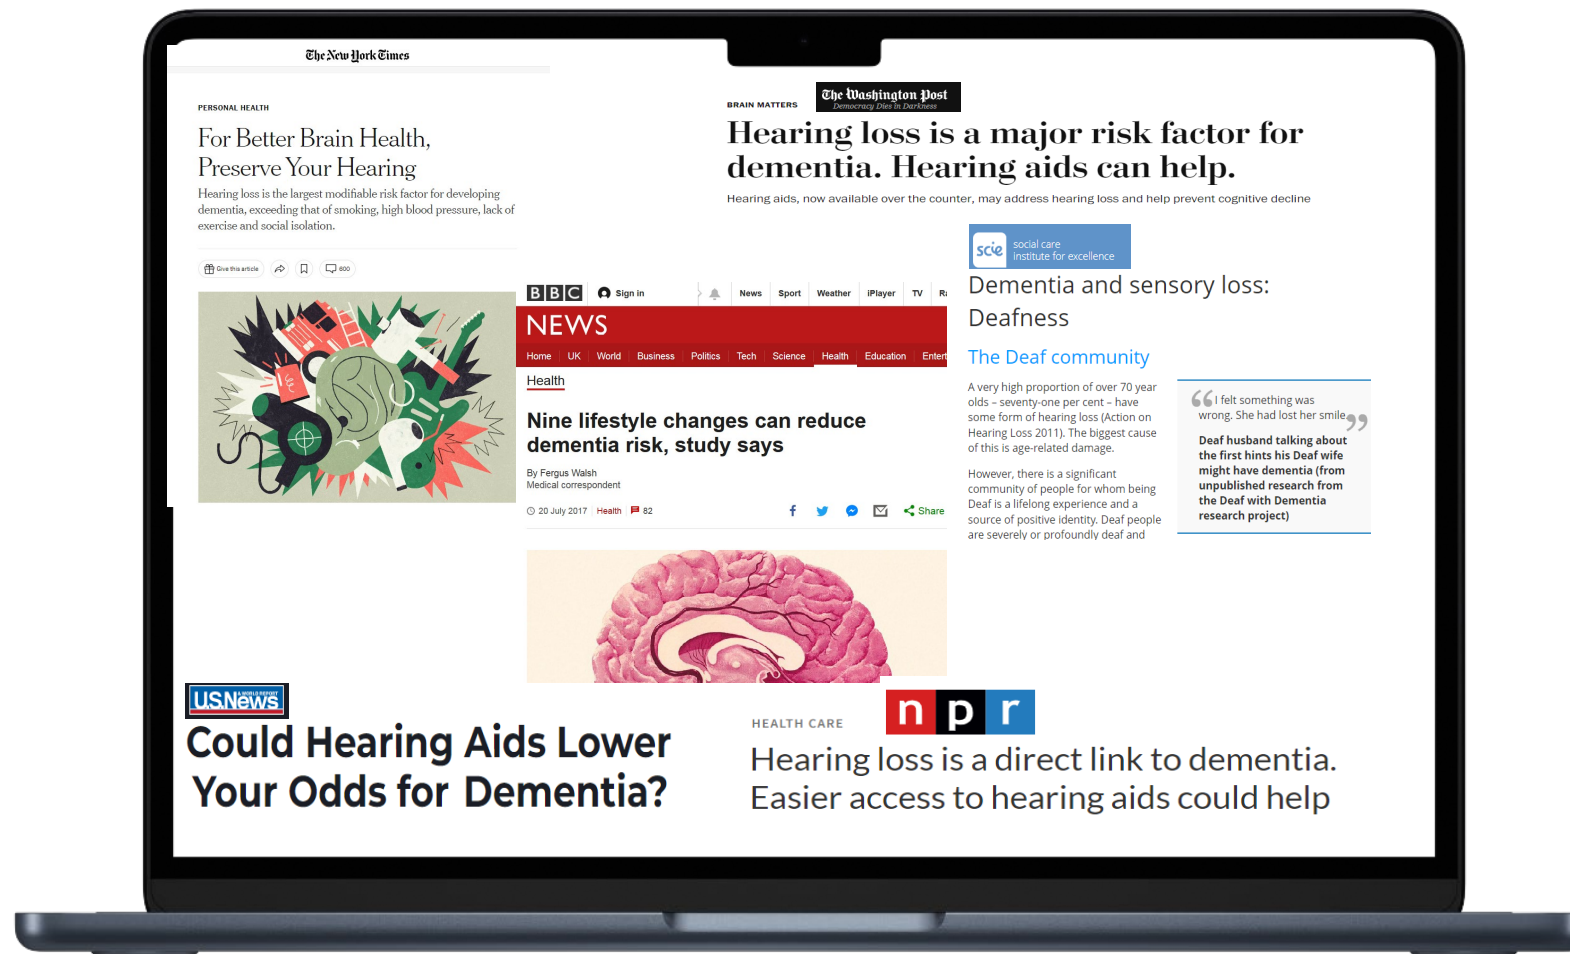 The New York Times
PERSONAL HEALTH
For Better Brain Health,
Preserve Your Hearing
Hearing loss is the largest modifiable risk factor for developing
dementia, exceeding that of smoking, high blood pressure, lack of
exercise and social isolation.
Give this article
600
BRAIN MATTERS
The Washington Post
Democracy Dies in Darkness
Hearing loss is a major risk factor for
dementia. Hearing aids can help.
Hearing aids, now available over the counter, may address hearing loss and help prevent cognitive decline
BBC Sign in News Sport Weather iPlayer TV Ra
NEWS
Home UK World Business Politics Tech Science Health Education Entert
Health
Nine lifestyle changes can reduce
dementia risk, study says
By Fergus Walsh
Medical correspondent
20 July 2017 Health 82 Share
scie social care
institute for excellence
Dementia and sensory loss:
Deafness
The Deaf community
A very high proportion of over 70 year
olds – seventy-one per cent – have
some form of hearing loss (Action on
Hearing Loss 2011). The biggest cause
of this is age-related damage.
However, there is a significant
community of people for whom being
Deaf is a lifelong experience and a
source of positive identity. Deaf people
are severely or profoundly deaf and
“I felt something was
wrong. She had lost her smile”
Deaf husband talking about
the first hints his Deaf wife
might have dementia (from
unpublished research from
the Deaf with Dementia
research project)
U.S.News
& WORLD REPORT
Could Hearing Aids Lower
Your Odds for Dementia?
HEALTH CARE
npr
Hearing loss is a direct link to dementia.
Easier access to hearing aids could help